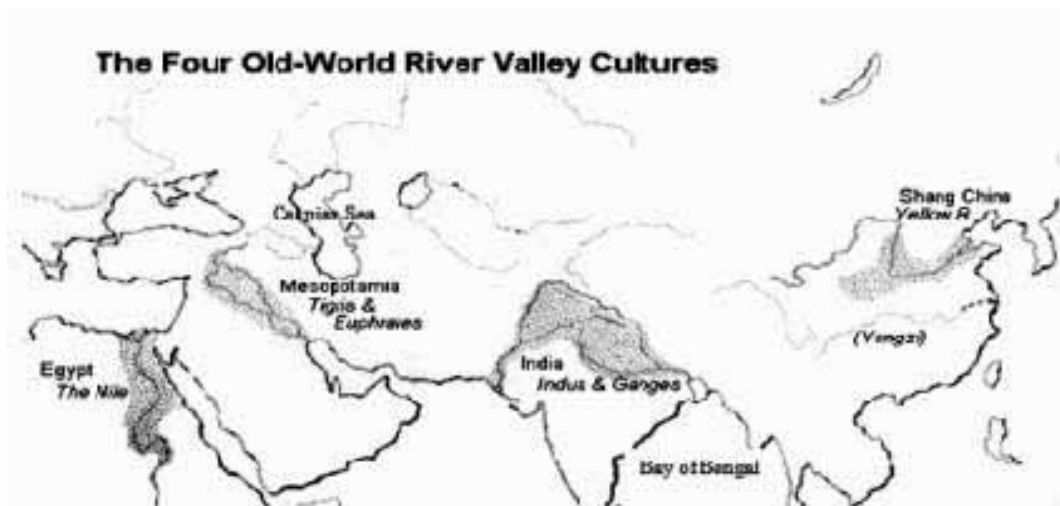 The Four Old-World River Valley Cultures
Shang China
Yellow R
Caspian Sea
Mesopotamia
Tigris &
Euphrates
(Yangzi)
Egypt
The Nile
India
Indus & Ganges
Bay of Bengal